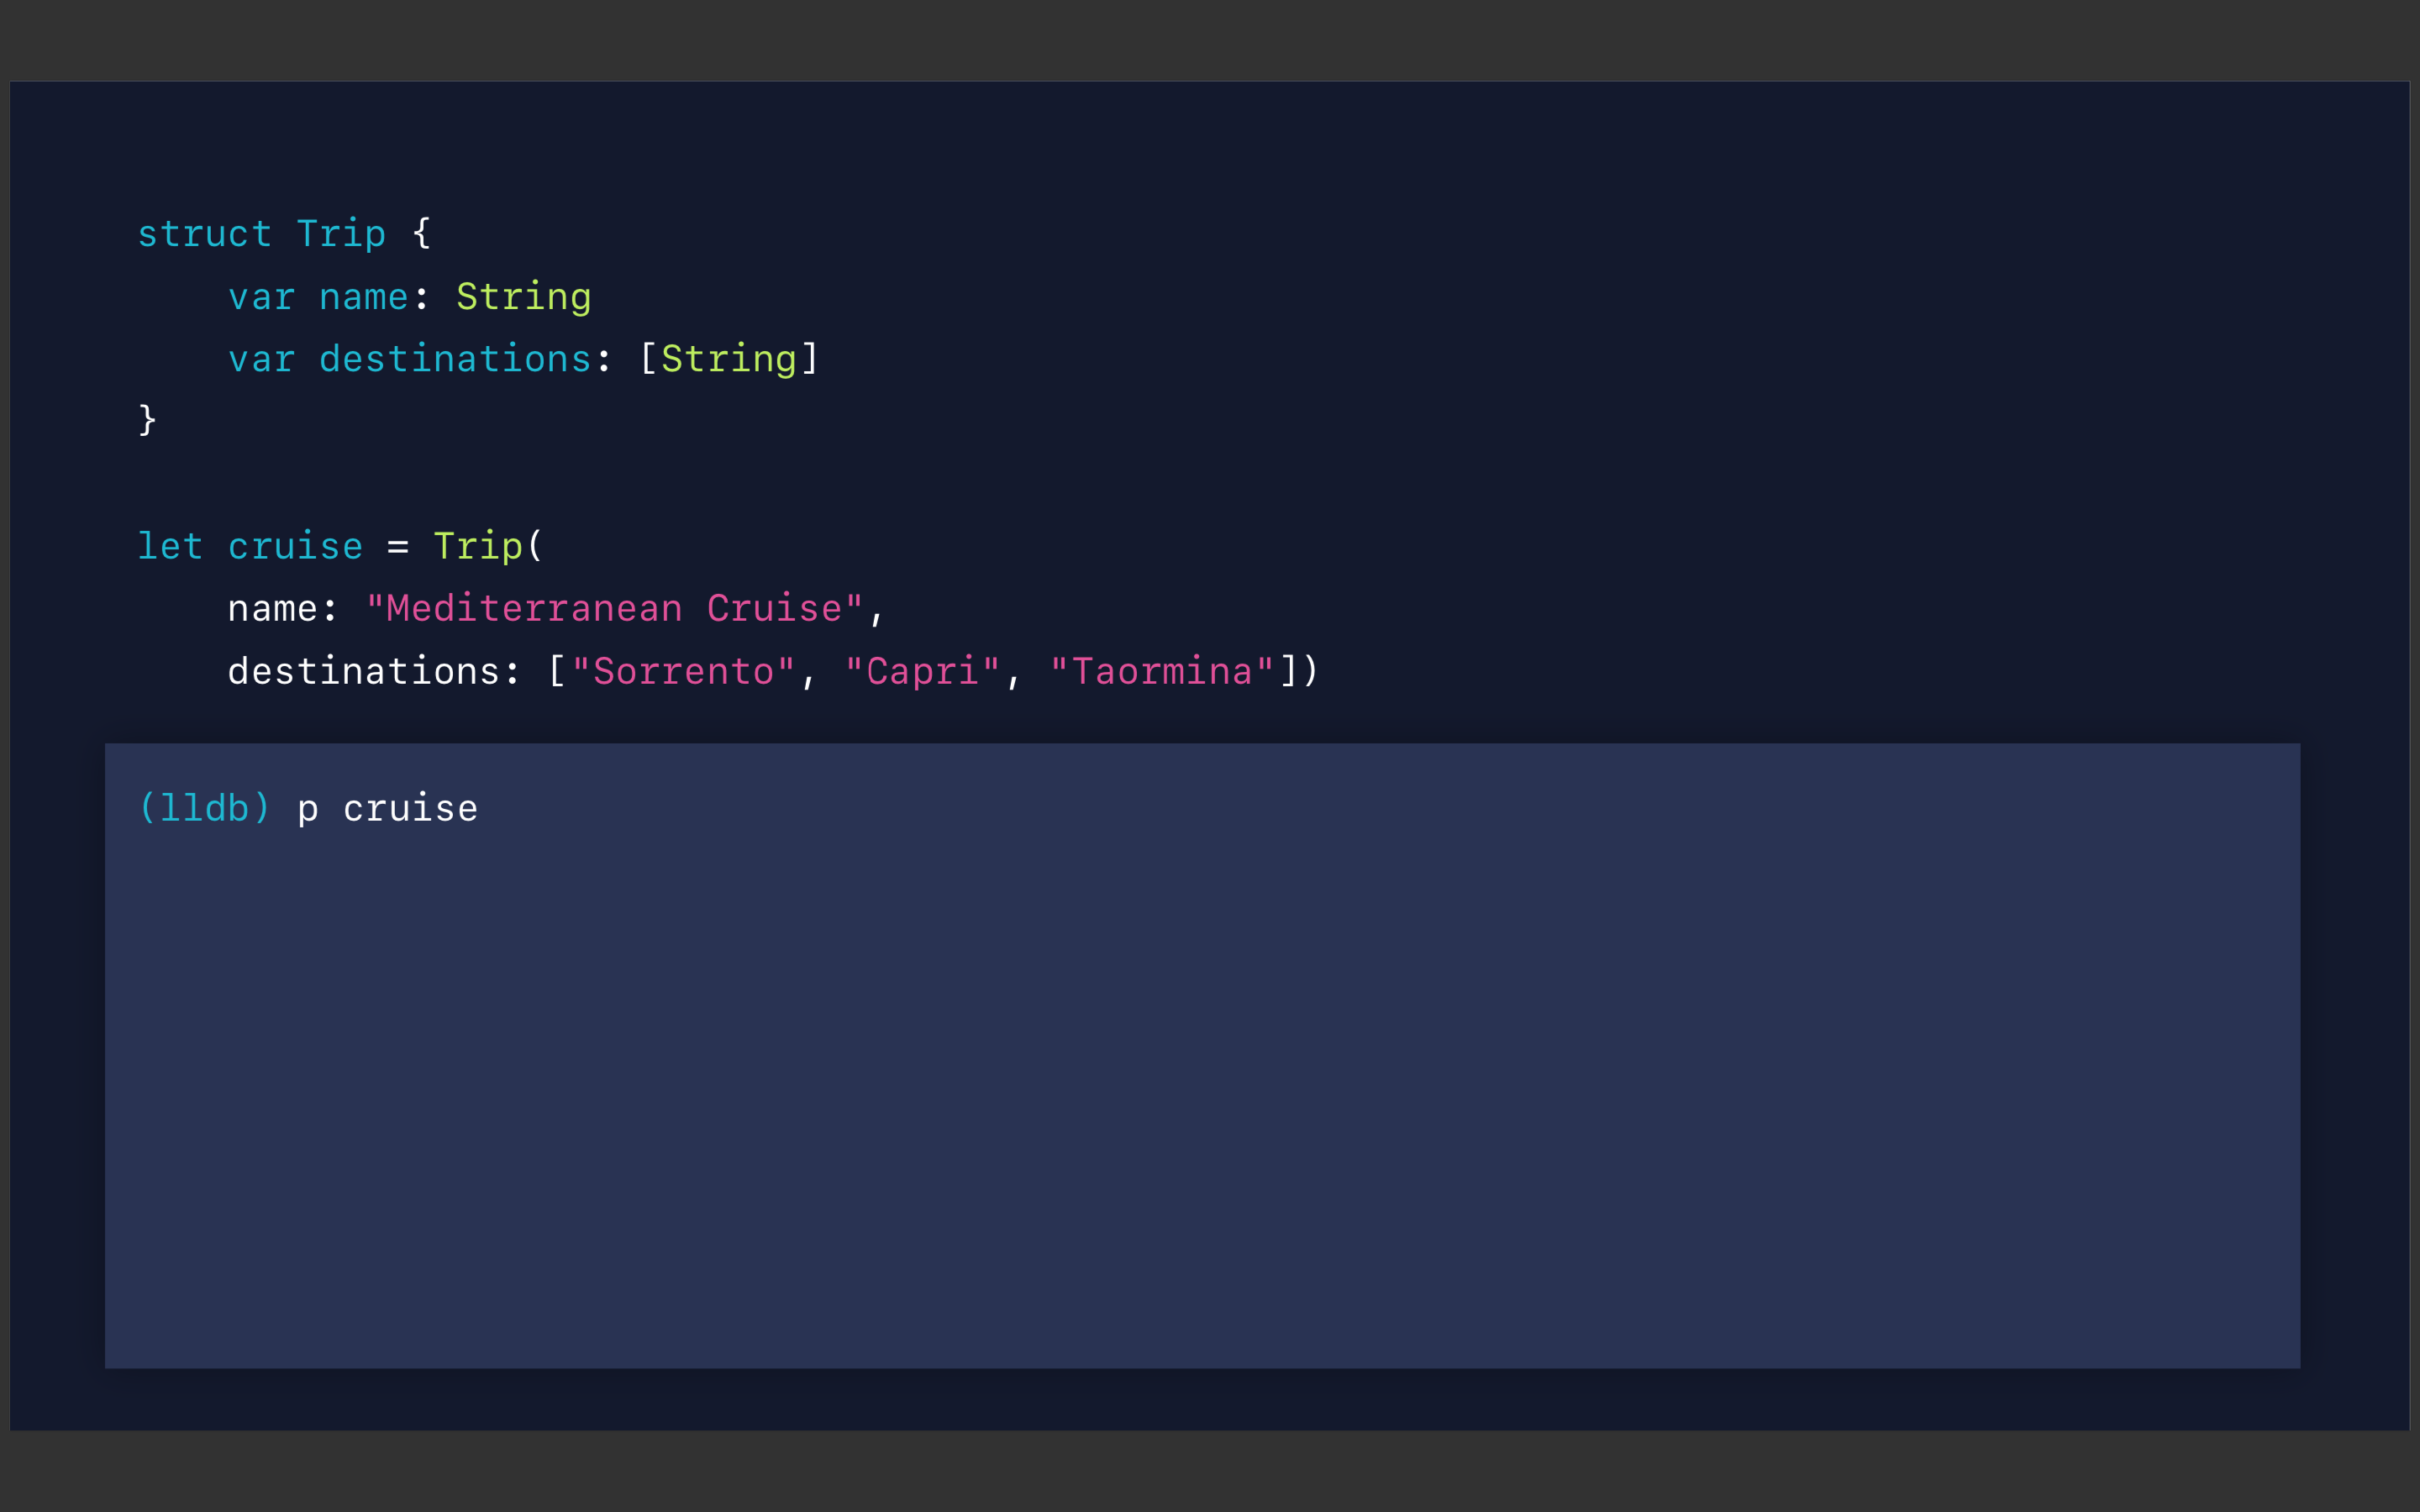 struct Trip {
    var name: String
    var destinations: [String]
}
let cruise = Trip(
    name: "Mediterranean Cruise",
    destinations: ["Sorrento", "Capri", "Taormina"])
(lldb) p cruise